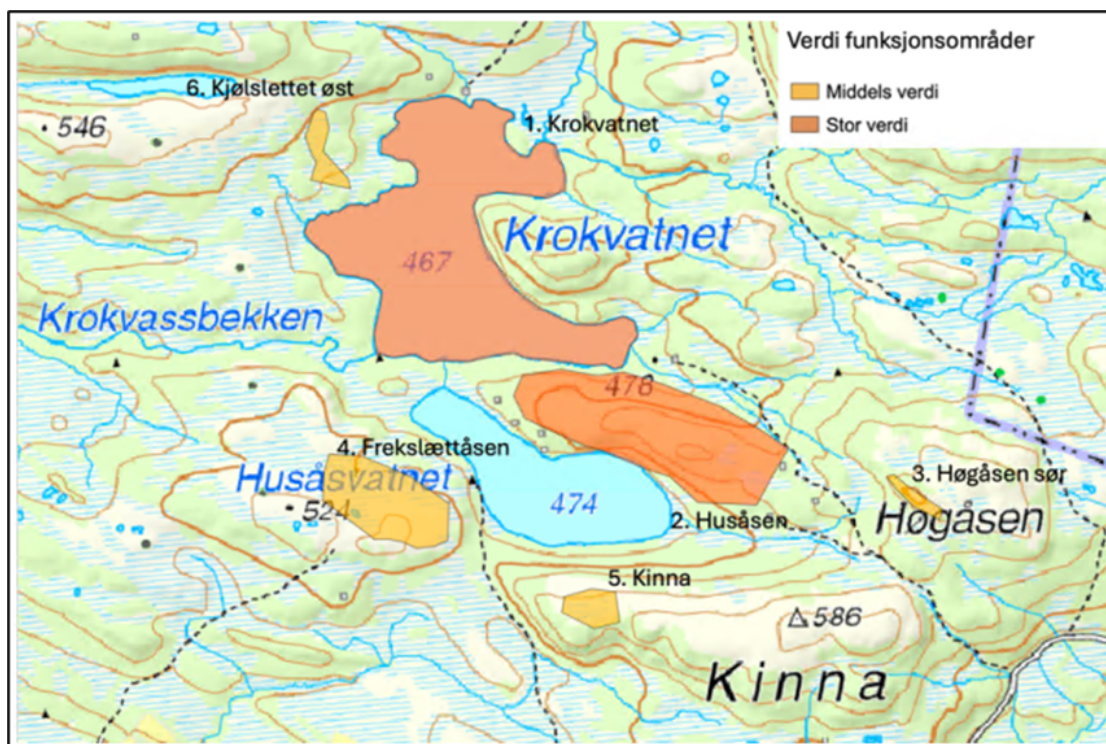 Verdi funksjonsområder
Middels verdi
Stor verdi
6. Kjølslettet øst
546
1. Krokvatnet
Krokvatnet
467
Krokvassbekken
478
4. Frekslættåsen
Husåsvatnet
524
474
2. Husåsen
3. Høgåsen sør
Høgåsen
5. Kinna
586
Kinna